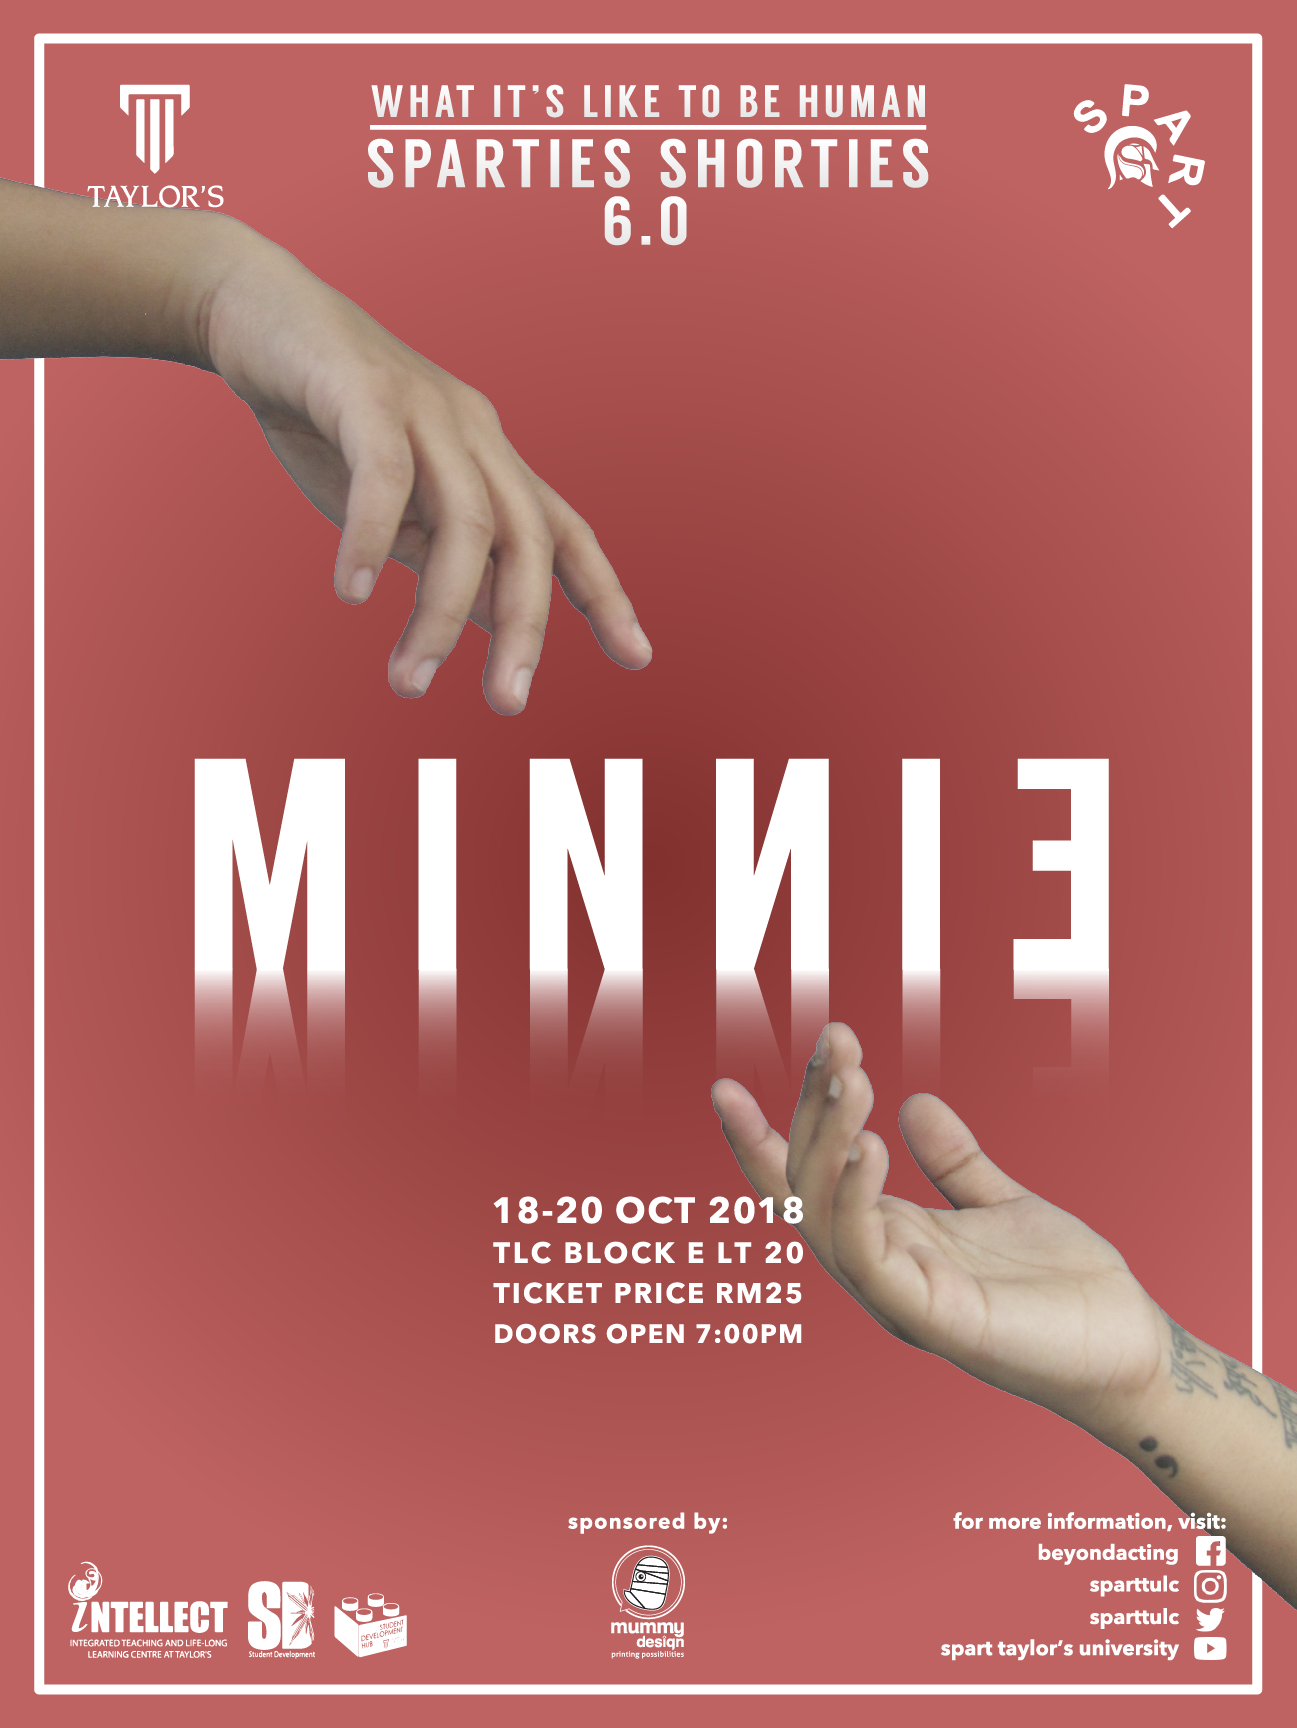 WHAT IT'S LIKE TO BE HUMAN
SPARTIES SHORTIES
6.0
TAYLOR'S
SPART
MINNIE
18-20 OCT 2018
TLC BLOCK E LT 20
TICKET PRICE RM25
DOORS OPEN 7:00PM
sponsored by:
mummy
design
printing possibilities
for more information, visit:
beyondacting
sparttulc
sparttulc
spart taylor's university
iNTELLECT
INTEGRATED TEACHING AND LIFE-LONG
LEARNING CENTRE AT TAYLOR'S
SD
Student Development
STUDENT
DEVELOPMENT
HUB